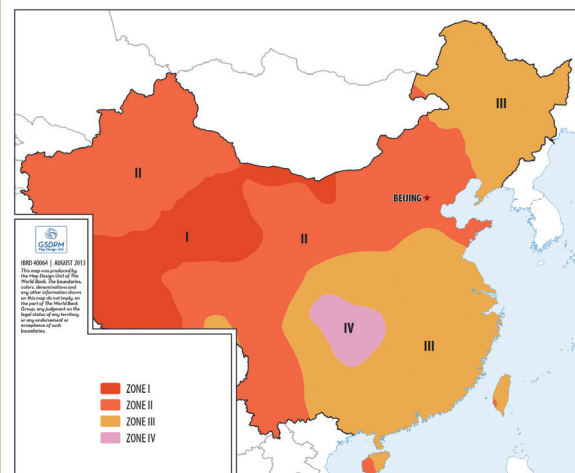 III
II
BEIJING
I
II
GSDPM
Map Design Unit
IBRD 40064 | AUGUST 2013
This map was produced by
the Map Design Unit of The
World Bank. The boundaries,
colors, denominations and
any other information shown
on this map do not imply, on
the part of The World Bank
Group, any judgment on the
legal status of any territory,
or any endorsement or
acceptance of such
boundaries.
IV
III
ZONE I
ZONE II
ZONE III
ZONE IV